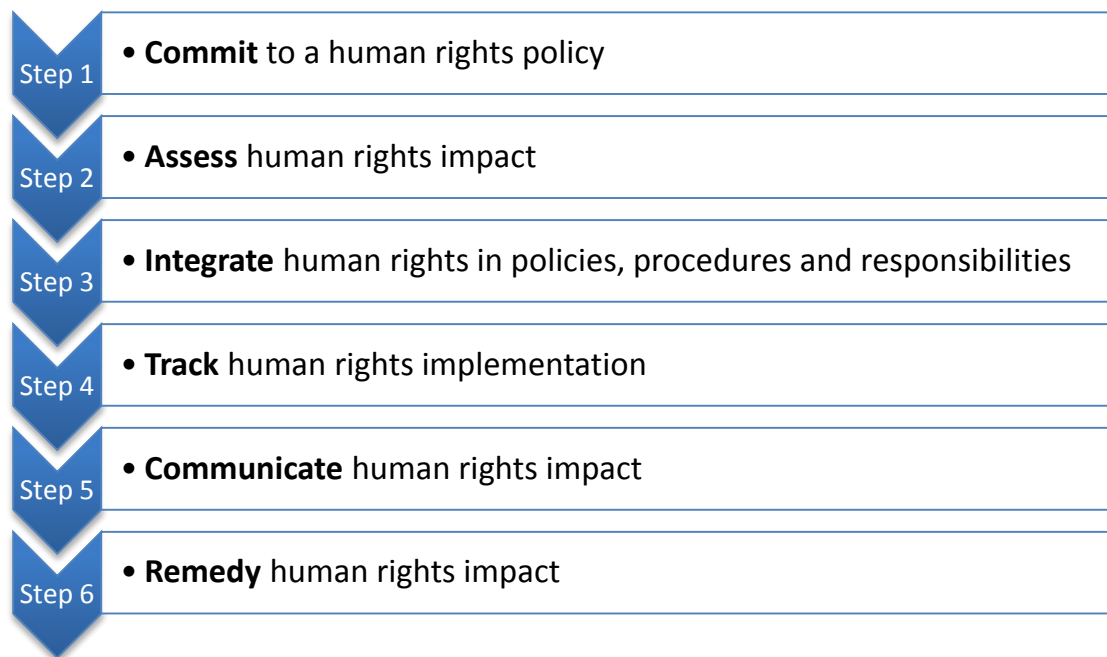 Step 1
• Commit to a human rights policy
Step 2
• Assess human rights impact
Step 3
• Integrate human rights in policies, procedures and responsibilities
Step 4
• Track human rights implementation
Step 5
• Communicate human rights impact
Step 6
• Remedy human rights impact